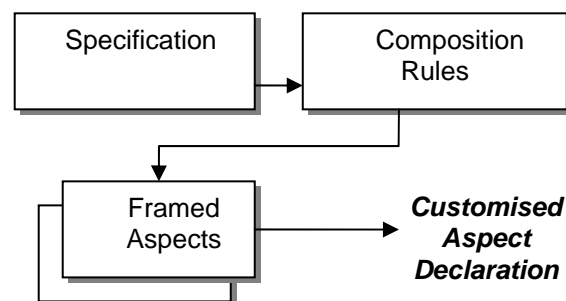 Specification
Composition
Rules
Framed
Aspects
Customised
Aspect
Declaration